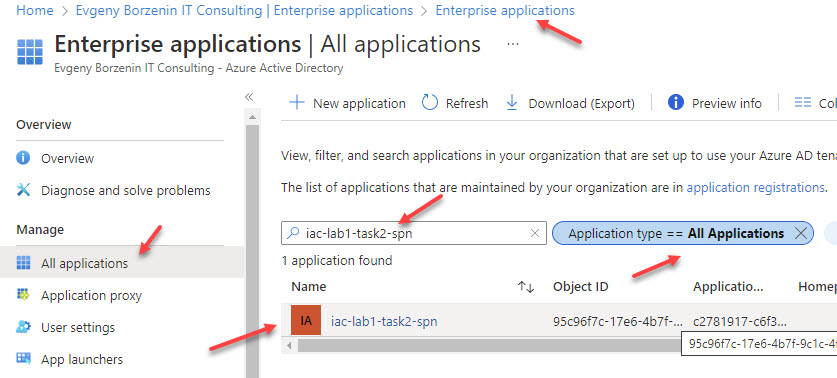 Home > Evgeny Borzenin IT Consulting | Enterprise applications > Enterprise applications
Enterprise applications | All applications ...
Evgeny Borzenin IT Consulting - Azure Active Directory
«
New application Refresh Download (Export) Preview info Col
Overview
Overview
Diagnose and solve problems
Manage
All applications
Application proxy
User settings
App launchers
View, filter, and search applications in your organization that are set up to use your Azure AD tena
The list of applications that are maintained by your organization are in application registrations.
iac-lab1-task2-spn
Application type == All Applications
1 application found
Name Object ID Applicatio... Homep
IA iac-lab1-task2-spn 95c96f7c-17e6-4b7f-... c2781917-c6f3...
95c96f7c-17e6-4b7f-9c1c-4f